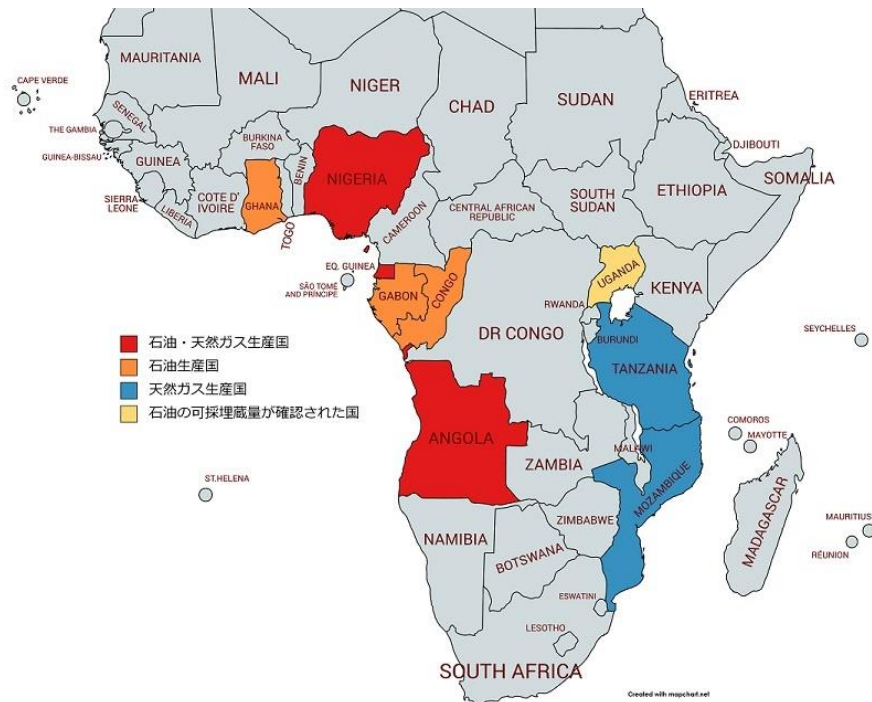 MAURITANIA
MALI
NIGER
CHAD
SUDAN
ERITREA
CAPE VERDE
SENEGAL
THE GAMBIA
GUINEA-BISSAU
GUINEA
BURKINA
FASO
BENIN
NIGERIA
DJIBOUTI
SOMALIA
ETHIOPIA
SIERRA
LEONE
LIBERIA
COTE D'
IVOIRE
GHANA
TOGO
CAMEROON
CENTRAL AFRICAN
REPUBLIC
SOUTH
SUDAN
EQ. GUINEA
SÃO TOMÉ
AND PRÍNCIPE
GABON
CONGO
UGANDA
KENYA
RWANDA
DR CONGO
BURUNDI
TANZANIA
SEYCHELLES
石油・天然ガス生産国
石油生産国
天然ガス生産国
石油の可採埋蔵量が確認された国
ANGOLA
ZAMBIA
MALAWI
COMOROS
MAYOTTE
MOZAMBIQUE
ST.HELENA
NAMIBIA
ZIMBABWE
BOTSWANA
MADAGASCAR
MAURITIUS
RÉUNION
ESWATINI
LESOTHO
SOUTH AFRICA
Created with mapchart.net